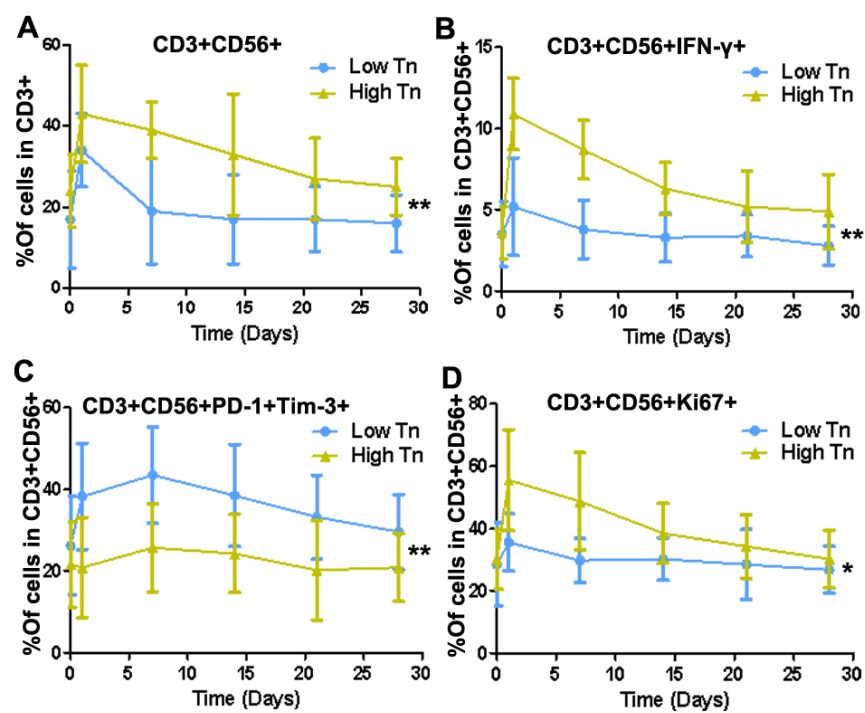 A
CD3+CD56+
Low Tn
High Tn
%Of cells in CD3+
60
40
20
0
0 5 10 15 20 25 30
**
Time (Days)
B
CD3+CD56+IFN-γ+
Low Tn
High Tn
%Of cells in CD3+CD56+
15
10
5
0
0 5 10 15 20 25 30
**
Time (Days)
C
CD3+CD56+PD-1+Tim-3+
Low Tn
High Tn
%Of cells in CD3+CD56+
60
40
20
0
0 5 10 15 20 25 30
**
Time (Days)
D
CD3+CD56+Ki67+
Low Tn
High Tn
%Of cells in CD3+CD56+
80
60
40
20
0
0 5 10 15 20 25 30
*
Time (Days)